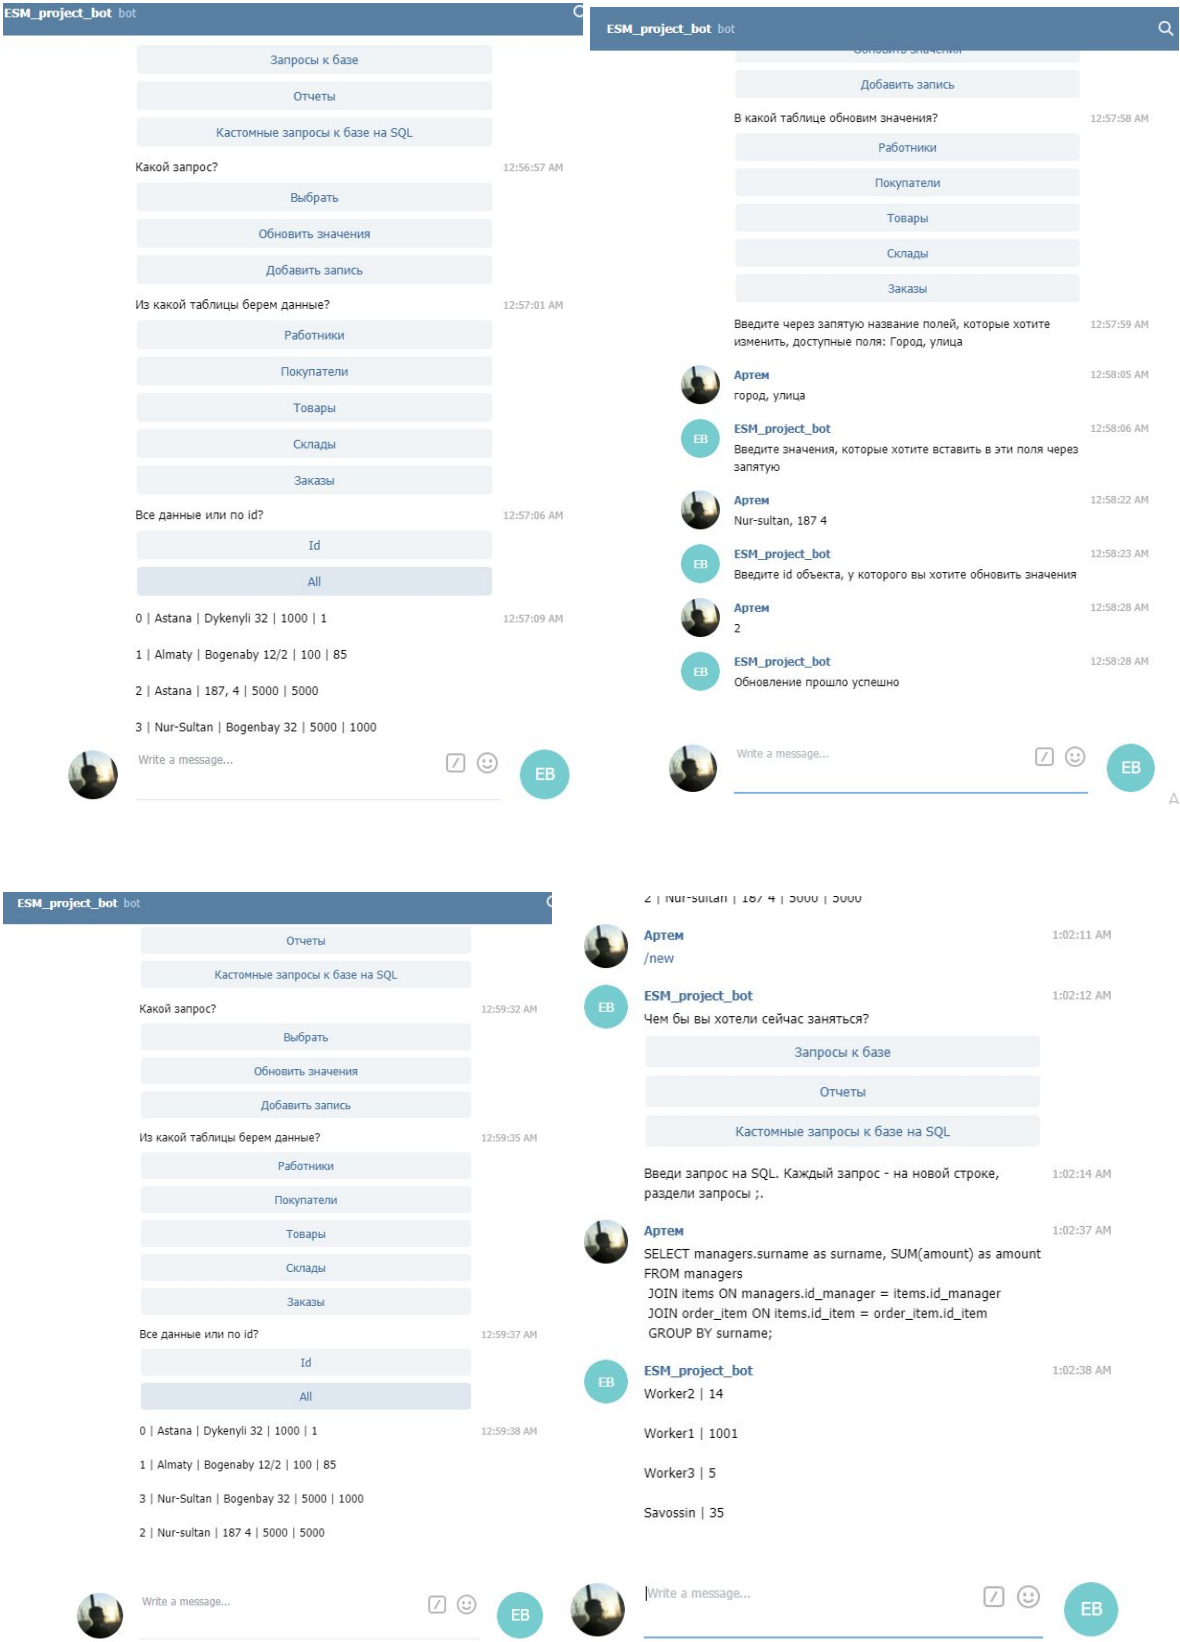 ESM_project_bot bot
Запросы к базе
Отчеты
Кастомные запросы к базе на SQL
Какой запрос? 12:56:57 AM
Выбрать
Обновить значения
Добавить запись
Из какой таблицы берем данные? 12:57:01 AM
Работники
Покупатели
Товары
Склады
Заказы
Все данные или по id? 12:57:06 AM
Id
All
0 | Astana | Dykenyli 32 | 1000 | 1 12:57:09 AM
1 | Almaty | Bogenaby 12/2 | 100 | 85
2 | Astana | 187, 4 | 5000 | 5000
3 | Nur-Sultan | Bogenbay 32 | 5000 | 1000
Write a message...
EB
ESM_project_bot bot
Обновить значения
Добавить запись
В какой таблице обновим значения? 12:57:58 AM
Работники
Покупатели
Товары
Склады
Заказы
Введите через запятую название полей, которые хотите 12:57:59 AM
изменить, доступные поля: Город, улица
Артем 12:58:05 AM
город, улица
EB
ESM_project_bot 12:58:06 AM
Введите значения, которые хотите вставить в эти поля через
запятую
Артем 12:58:22 AM
Nur-sultan, 187 4
EB
ESM_project_bot 12:58:23 AM
Введите id объекта, у которого вы хотите обновить значения
Артем 12:58:28 AM
2
EB
ESM_project_bot 12:58:28 AM
Обновление прошло успешно
Write a message...
EB
A
ESM_project_bot bot
Отчеты
Кастомные запросы к базе на SQL
Какой запрос? 12:59:32 AM
Выбрать
Обновить значения
Добавить запись
Из какой таблицы берем данные? 12:59:35 AM
Работники
Покупатели
Товары
Склады
Заказы
Все данные или по id? 12:59:37 AM
Id
All
0 | Astana | Dykenyli 32 | 1000 | 1 12:59:38 AM
1 | Almaty | Bogenaby 12/2 | 100 | 85
3 | Nur-Sultan | Bogenbay 32 | 5000 | 1000
2 | Nur-sultan | 187 4 | 5000 | 5000
Write a message...
EB
2 | Nur-sultan | 187 4 | 5000 | 5000
Артем 1:02:11 AM
/new
EB
ESM_project_bot 1:02:12 AM
Чем бы вы хотели сейчас заняться?
Запросы к базе
Отчеты
Кастомные запросы к базе на SQL
Введи запрос на SQL. Каждый запрос - на новой строке, 1:02:14 AM
раздели запросы ;.
Артем 1:02:37 AM
SELECT managers.surname as surname, SUM(amount) as amount
FROM managers
JOIN items ON managers.id_manager = items.id_manager
JOIN order_item ON items.id_item = order_item.id_item
GROUP BY surname;
EB
ESM_project_bot 1:02:38 AM
Worker2 | 14
Worker1 | 1001
Worker3 | 5
Savossin | 35
Write a message...
EB